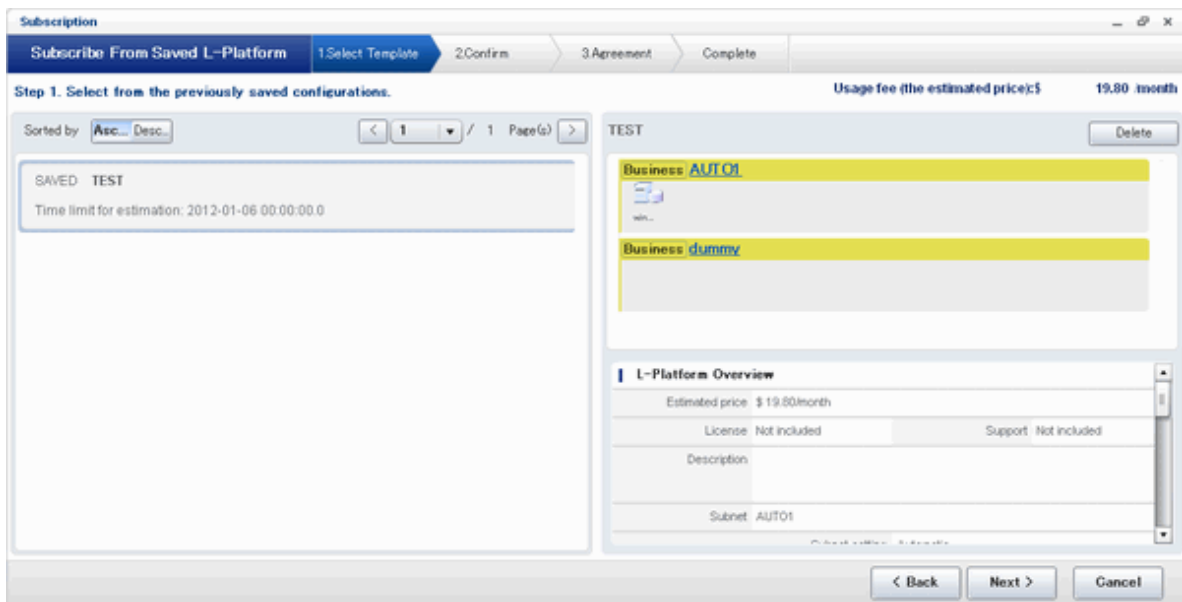 Subscription
Subscribe From Saved L-Platform 1.Select Template 2.Confirm 3.Agreement Complete
Step 1. Select from the previously saved configurations. Usage fee (the estimated price):$ 19.80 /month
Sorted by Asc... Desc... < 1 / 1 Page(s) > TEST Delete
SAVED TEST
Time limit for estimation: 2012-01-06 00:00:00.0
Business AUTO1
win...
Business dummy
L-Platform Overview
Estimated price $ 19.80/month
License Not included Support Not included
Description
Subnet AUTO1
< Back Next > Cancel